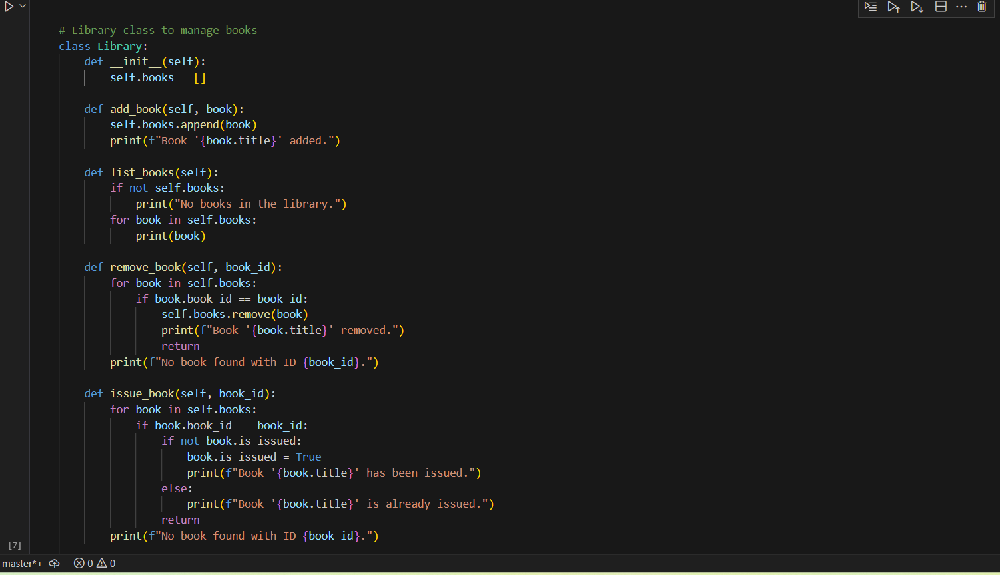 # Library class to manage books
class Library:
    def __init__(self):
        self.books = []
    def add_book(self, book):
        self.books.append(book)
        print(f"Book '{book.title}' added.")
    def list_books(self):
        if not self.books:
            print("No books in the library.")
        for book in self.books:
            print(book)
    def remove_book(self, book_id):
        for book in self.books:
            if book.book_id == book_id:
                self.books.remove(book)
                print(f"Book '{book.title}' removed.")
                return
        print(f"No book found with ID {book_id}.")
    def issue_book(self, book_id):
        for book in self.books:
            if book.book_id == book_id:
                if not book.is_issued:
                    book.is_issued = True
                    print(f"Book '{book.title}' has been issued.")
                else:
                    print(f"Book '{book.title}' is already issued.")
                return
        print(f"No book found with ID {book_id}.")
[7]
master*+ 0 0